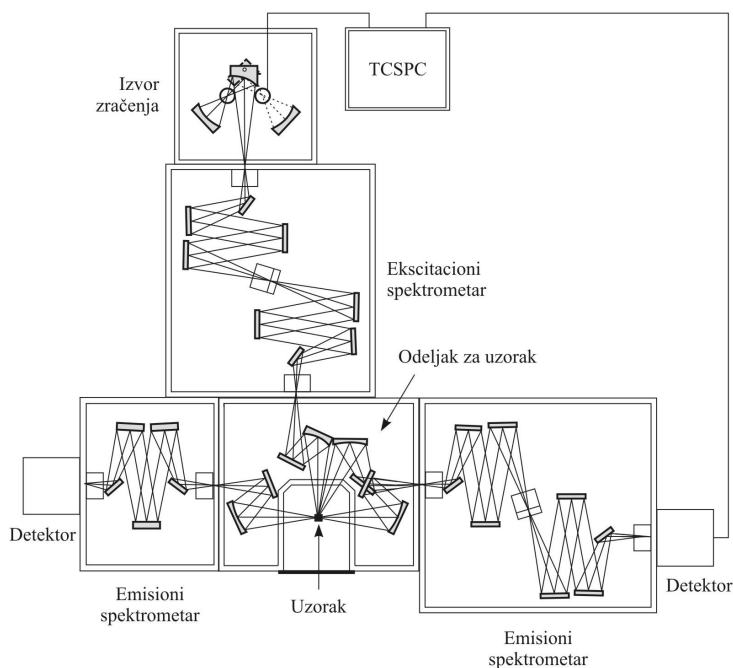 TCSPC
Izvor
zračenja
Ekscitacioni
spektrometar
Odeljak za uzorak
Detektor
Emisioni
spektrometar
Uzorak
Detektor
Emisioni
spektrometar